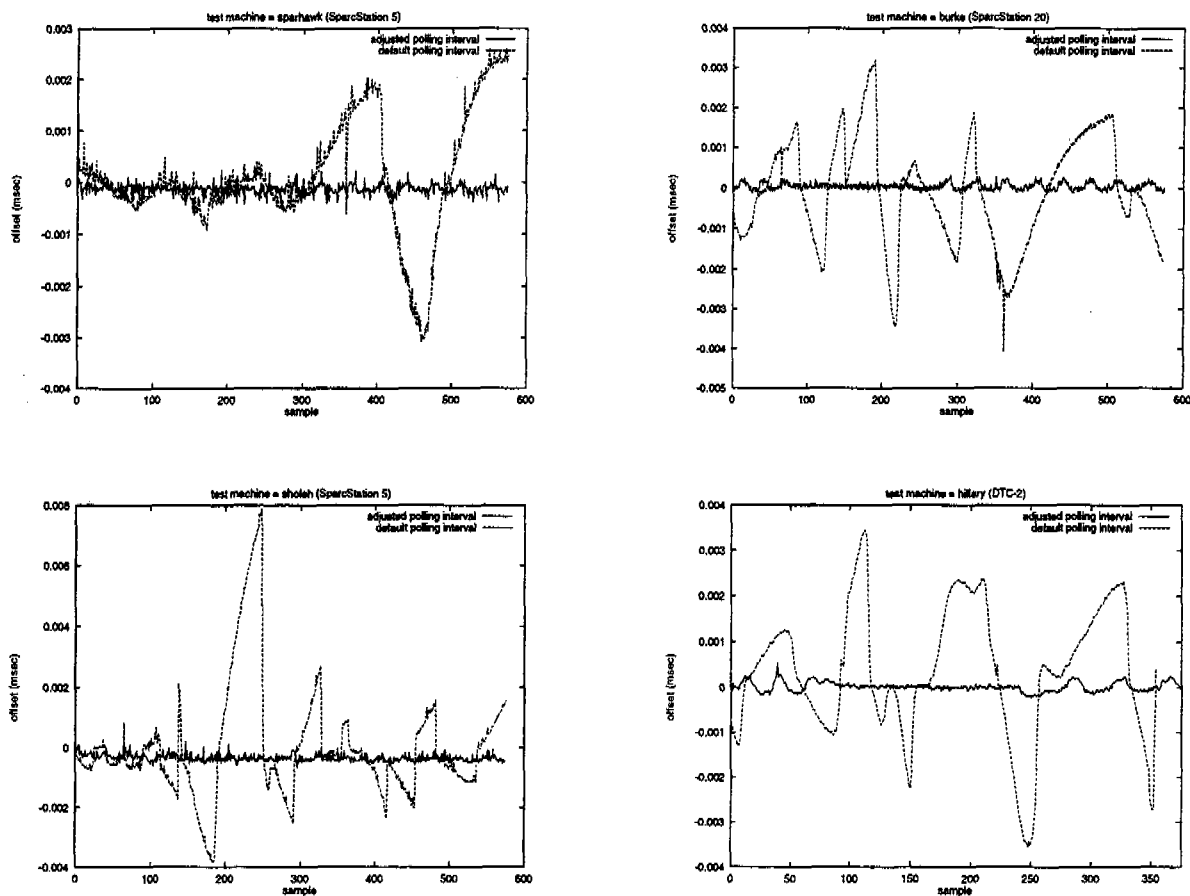 test machine = sparhawk (SparcStation 5)
adjusted polling interval
default polling interval
0.003
0.002
0.001
0
-0.001
-0.002
-0.003
-0.004
offset (msec)
0 100 200 300 400 500 600
sample
test machine = burke (SparcStation 20)
adjusted polling interval
default polling interval
0.004
0.003
0.002
0.001
0
-0.001
-0.002
-0.003
-0.004
-0.005
offset (msec)
0 100 200 300 400 500 600
sample
test machine = sholeh (SparcStation 5)
adjusted polling interval
default polling interval
0.008
0.006
0.004
0.002
0
-0.002
-0.004
offset (msec)
0 100 200 300 400 500 600
sample
test machine = hillary (DTC-2)
adjusted polling interval
default polling interval
0.004
0.003
0.002
0.001
0
-0.001
-0.002
-0.003
-0.004
offset (msec)
0 50 100 150 200 250 300 350
sample